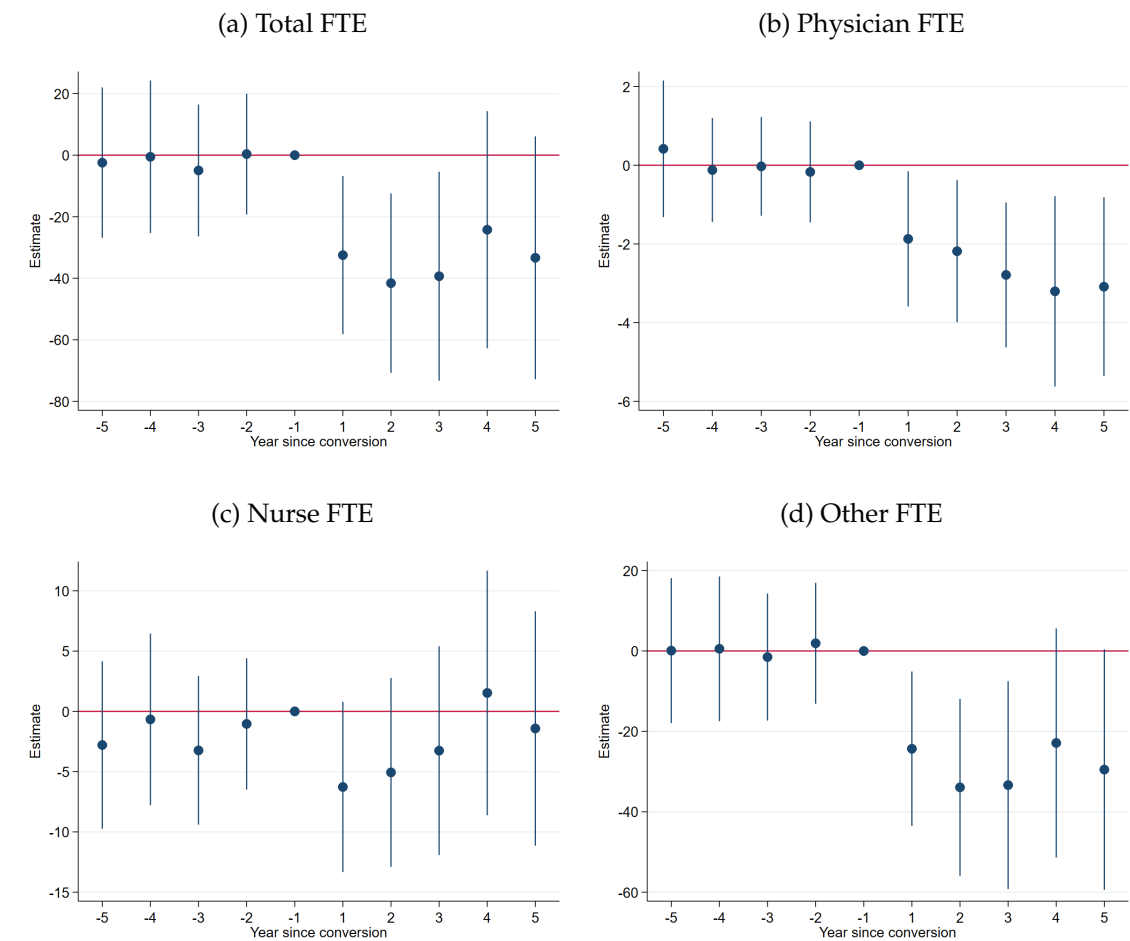 (a) Total FTE
Estimate
20
0
-20
-40
-60
-80
-5 -4 -3 -2 -1 1 2 3 4 5
Year since conversion
(b) Physician FTE
Estimate
2
0
-2
-4
-6
-5 -4 -3 -2 -1 1 2 3 4 5
Year since conversion
(c) Nurse FTE
Estimate
10
5
0
-5
-10
-15
-5 -4 -3 -2 -1 1 2 3 4 5
Year since conversion
(d) Other FTE
Estimate
20
0
-20
-40
-60
-5 -4 -3 -2 -1 1 2 3 4 5
Year since conversion